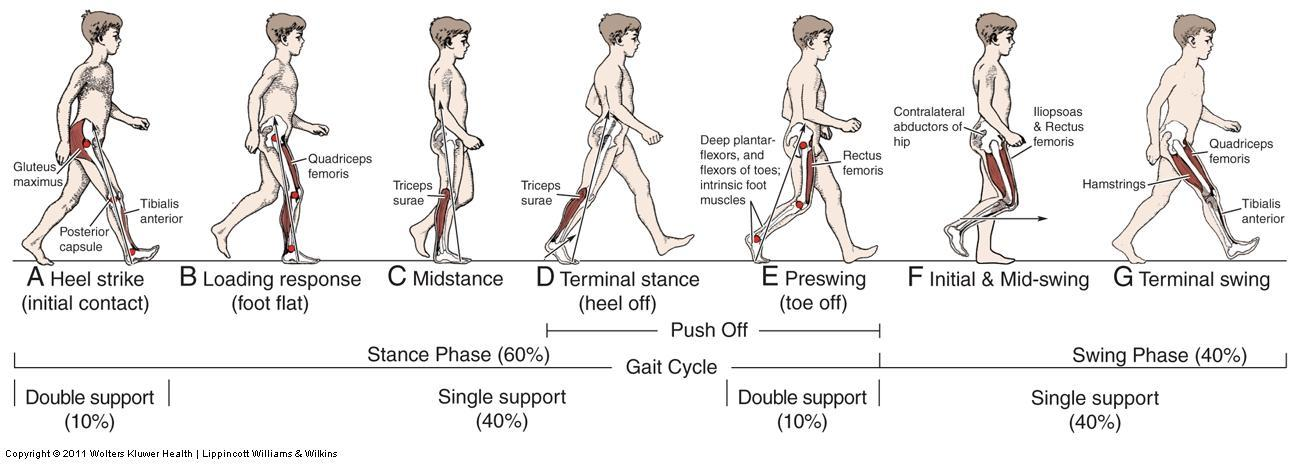 Gluteus
maximus
Posterior
capsule
Tibialis
anterior
Quadriceps
femoris
Triceps
surae
Triceps
surae
Deep plantar-
flexors, and
flexors of toes;
intrinsic foot
muscles
Rectus
femoris
Contralateral
abductors of
hip
Iliopsoas
& Rectus
femoris
Hamstrings
Quadriceps
femoris
Tibialis
anterior
A Heel strike
(initial contact)
B Loading response
(foot flat)
C Midstance
D Terminal stance
(heel off)
E Preswing
(toe off)
F Initial & Mid-swing
G Terminal swing
Push Off
Stance Phase (60%)
Swing Phase (40%)
Gait Cycle
Double support
(10%)
Single support
(40%)
Double support
(10%)
Single support
(40%)
Copyright © 2011 Wolters Kluwer Health | Lippincott Williams & Wilkins